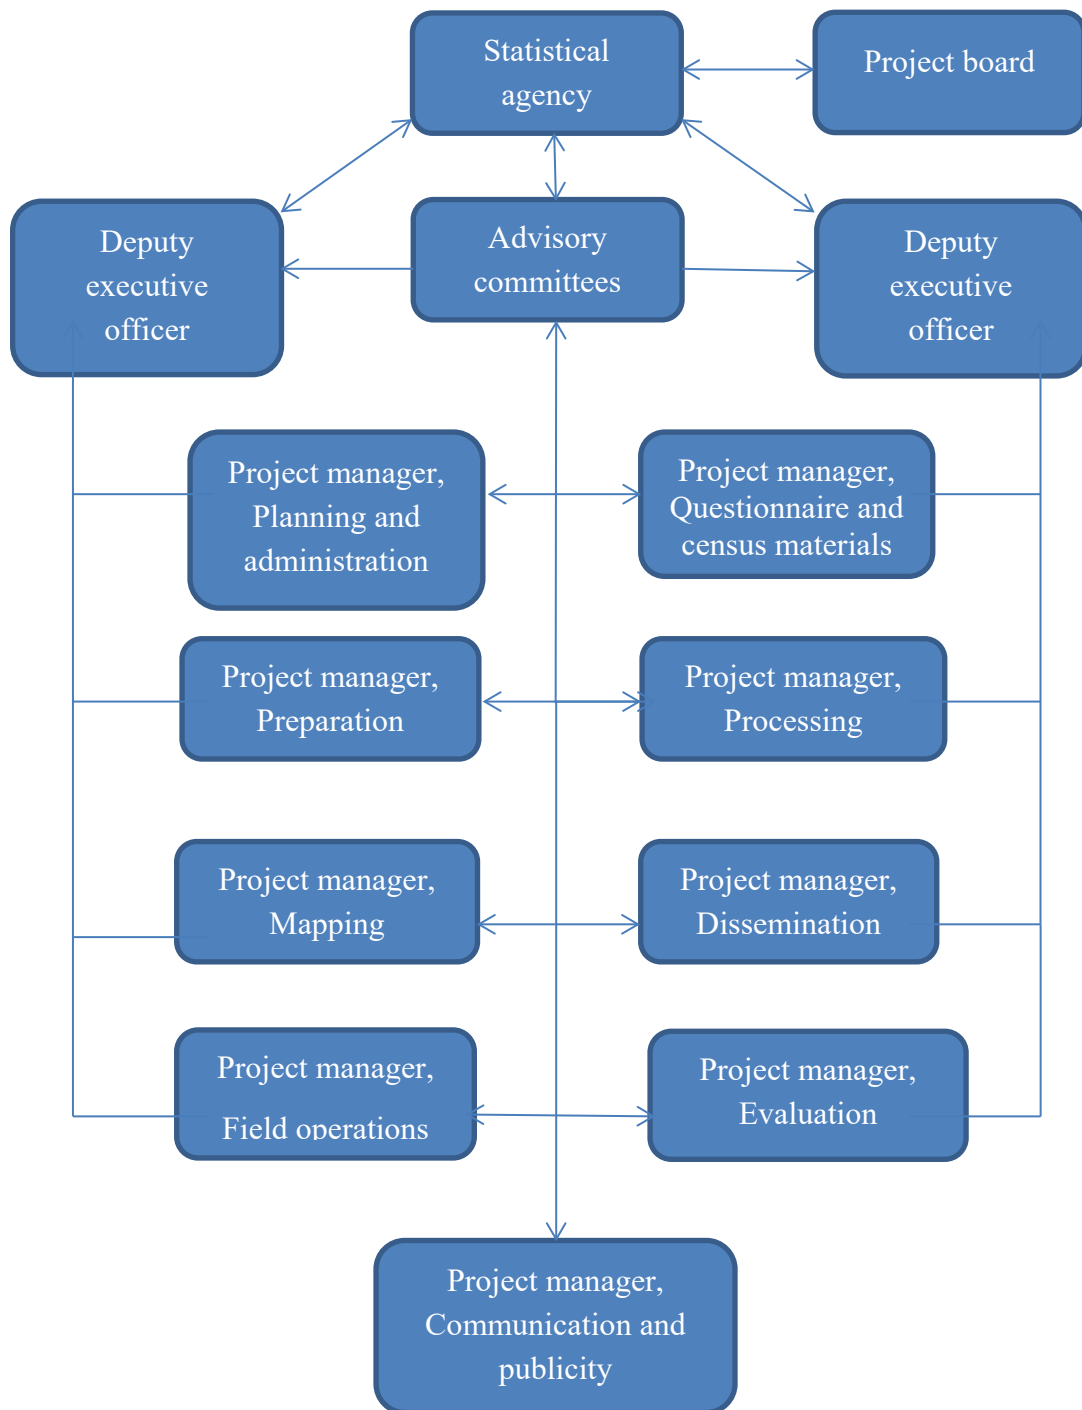 Statistical
agency
Project board
Deputy
executive
officer
Advisory
committees
Deputy
executive
officer
Project manager,
Planning and
administration
Project manager,
Questionnaire and
census materials
Project manager,
Preparation
Project manager,
Processing
Project manager,
Mapping
Project manager,
Dissemination
Project manager,
Field operations
Project manager,
Evaluation
Project manager,
Communication and
publicity